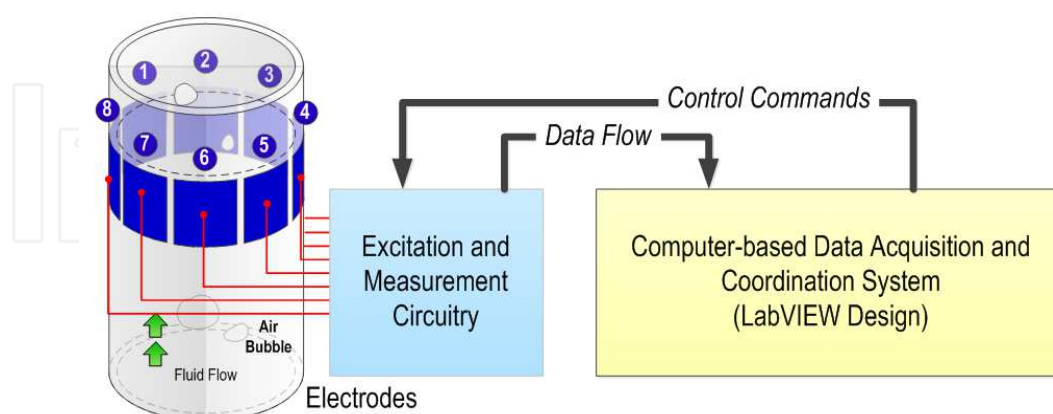 1
2
3
8
4
7
5
6
Control Commands
Data Flow
Excitation and
Measurement
Circuitry
Computer-based Data Acquisition and
Coordination System
(LabVIEW Design)
Air
Bubble
Fluid Flow
Electrodes